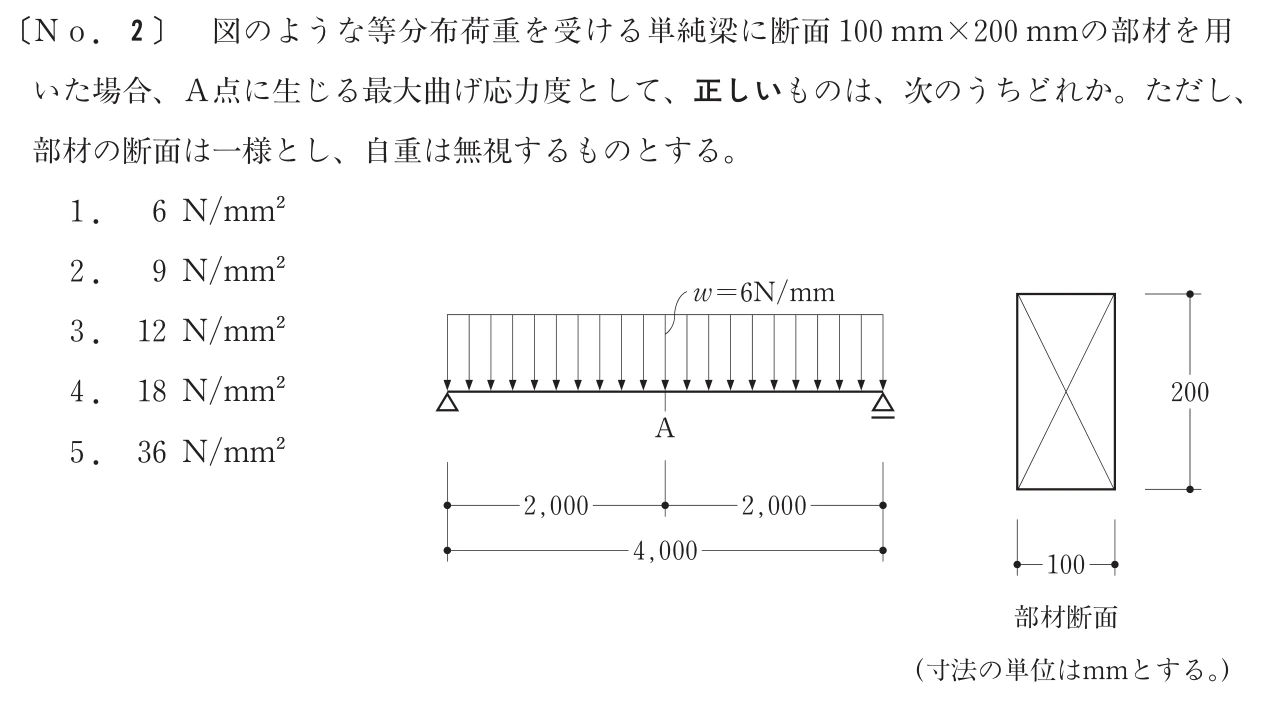 〔No. 2〕 図のような等分布荷重を受ける単純梁に断面 100 mm×200 mmの部材を用
いた場合、A点に生じる最大曲げ応力度として、正しいものは、次のうちどれか。ただし、
部材の断面は一様とし、自重は無視するものとする。
1. 6 N/mm²
2. 9 N/mm²
3. 12 N/mm²
4. 18 N/mm²
5. 36 N/mm²
w=6N/mm
A
2,000
2,000
4,000
200
100
部材断面
(寸法の単位はmmとする。)